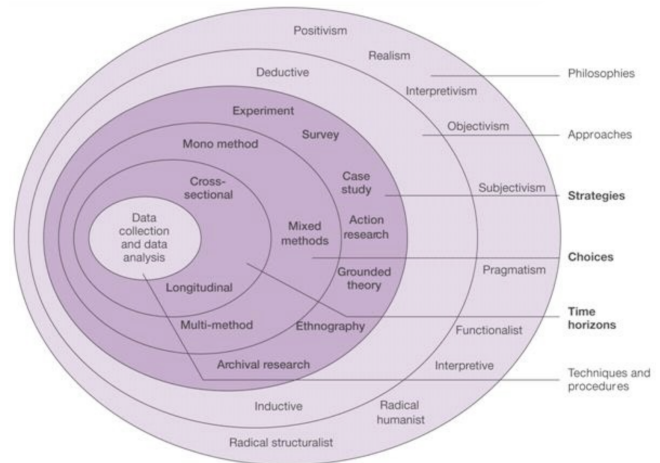 Positivism
Realism
Deductive
Philosophies
Interpretivism
Experiment
Objectivism
Survey
Approaches
Mono method
Case
study
Cross-
sectional
Subjectivism
Strategies
Data
collection
and data
analysis
Mixed
methods
Action
research
Choices
Grounded
theory
Pragmatism
Longitudinal
Time
horizons
Multi-method
Ethnography
Functionalist
Archival research
Interpretive
Techniques and
procedures
Inductive
Radical
humanist
Radical structuralist